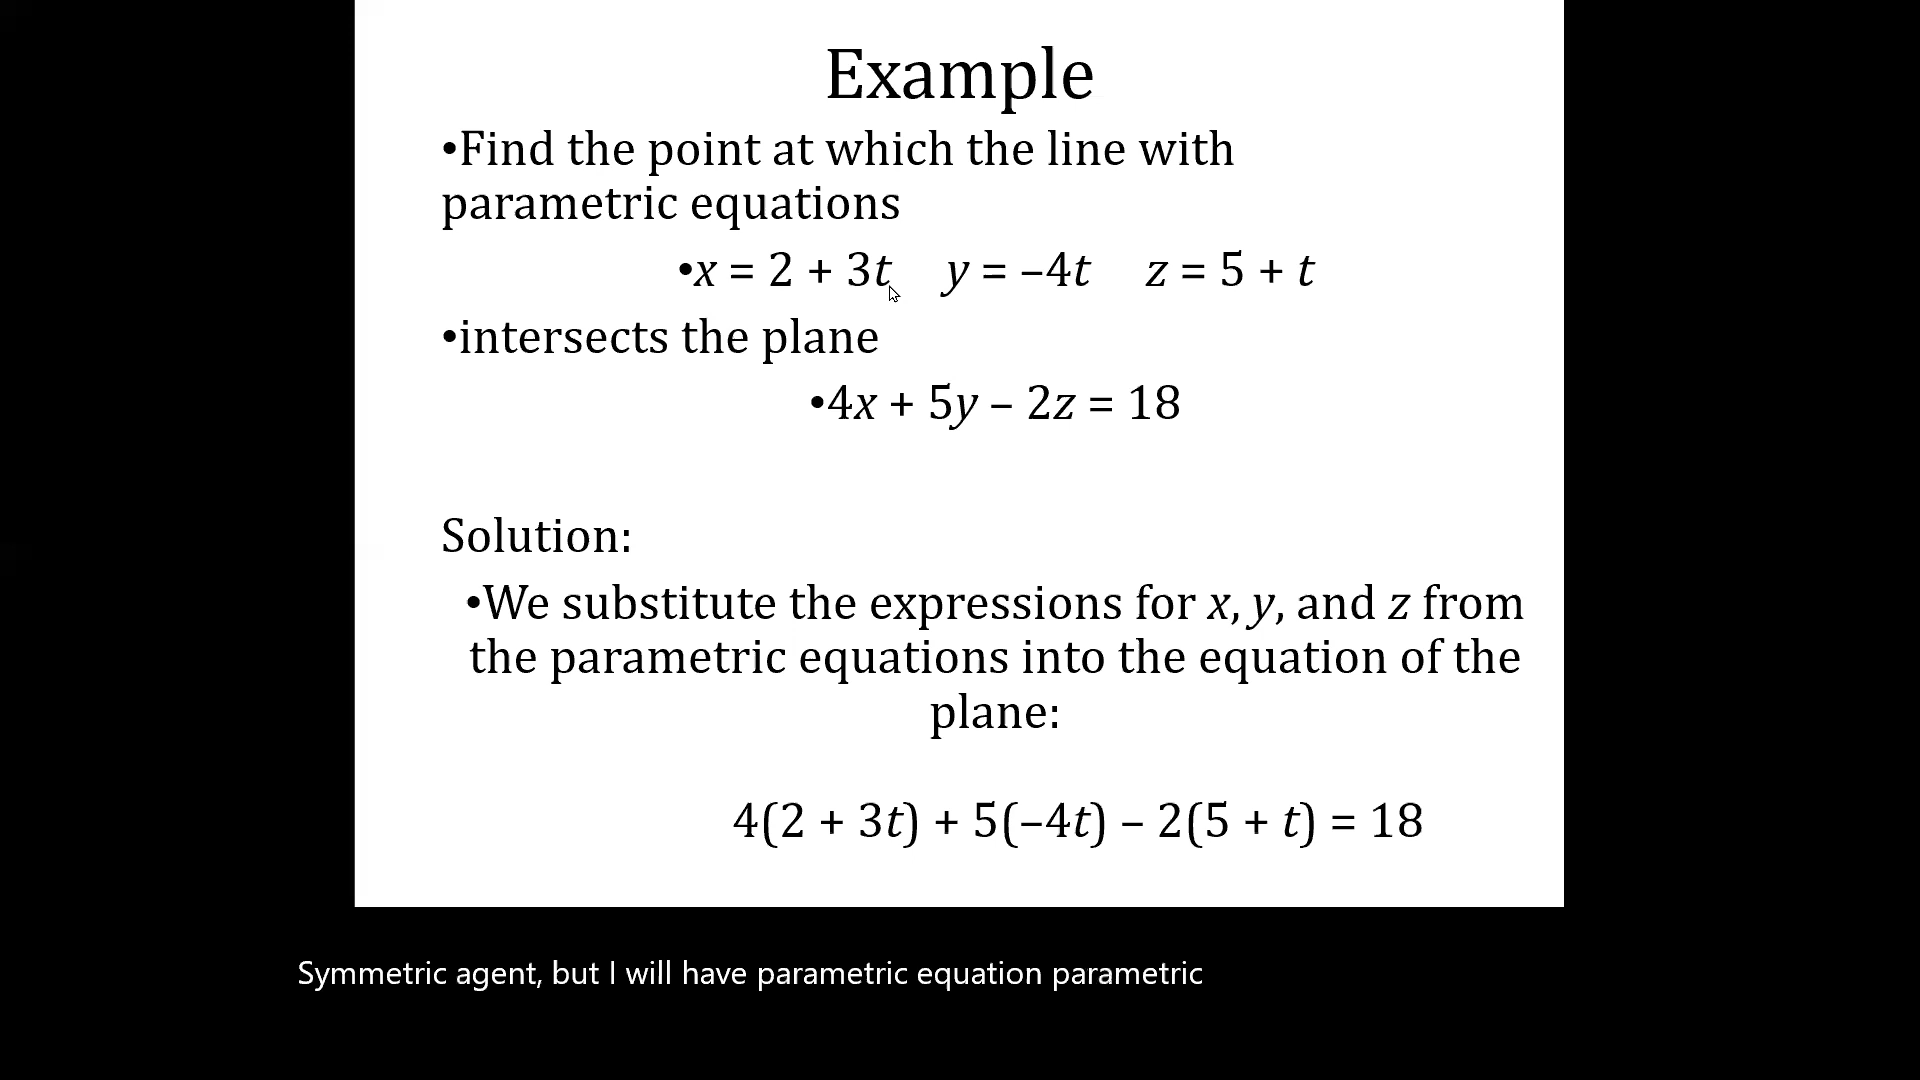 Example
•Find the point at which the line with
parametric equations
•x = 2 + 3t y = –4t z = 5 + t
•intersects the plane
•4x + 5y – 2z = 18
Solution:
•We substitute the expressions for x, y, and z from
the parametric equations into the equation of the
plane:
4(2 + 3t) + 5(–4t) – 2(5 + t) = 18
Symmetric agent, but I will have parametric equation parametric